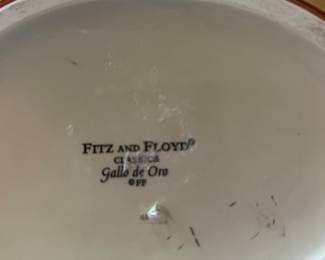 FITZ AND FLOYD®
CLASSICS
Gallo de Oro
©FF